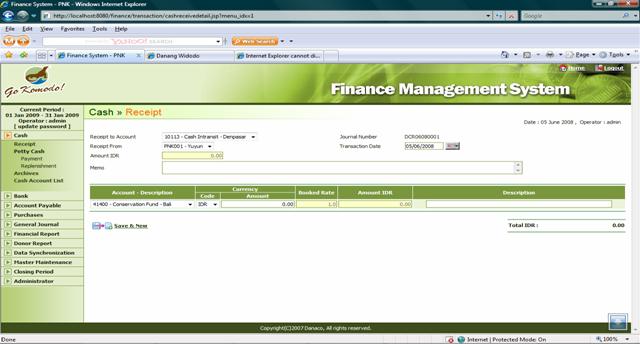 Finance System - PNK - Windows Internet Explorer
http://localhost:8080/finance/transaction/cashreceivedetail.jsp?menu_idx=1
File Edit View Favorites Tools Help
YAHOO! SEARCH
Web Search
Finance System - PNK
Danang Widodo
Internet Explorer cannot di...
Page
Tools
Go Komodo!
Home
Logout
Finance Management System
Current Period :
01 Jan 2009 - 31 Jan 2009
Operator : admin
[ update password ]
Cash
Receipt
Petty Cash
Payment
Replenishment
Archives
Cash Account List
Bank
Account Payable
Purchases
General Journal
Financial Report
Donor Report
Data Synchronization
Master Maintenance
Closing Period
Administrator
Cash » Receipt
Date : 05 June 2008 , Operator : admin
Receipt to Account
10113 - Cash Intransit - Denpasar
Journal Number
DCR06080001
Receipt From
PNK001 - Yuyun
Transaction Date
05/06/2008
Amount IDR
0.00
Memo
Account - Description
Currency
Code
Amount
Booked Rate
Amount IDR
Description
41400 - Conservation Fund - Bali
IDR
0.00
1.0
0.00
Save & New
Total IDR :
0.00
Copyright(C)2007 Danaco, All rights reserved.
Done
Internet | Protected Mode: On
100%